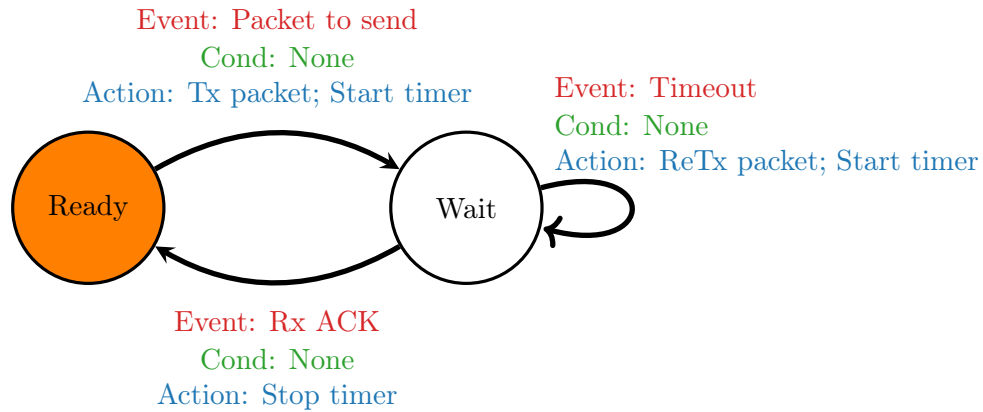 Event: Packet to send
Cond: None
Action: Tx packet; Start timer
Event: Timeout
Cond: None
Action: ReTx packet; Start timer
Ready
Wait
Event: Rx ACK
Cond: None
Action: Stop timer